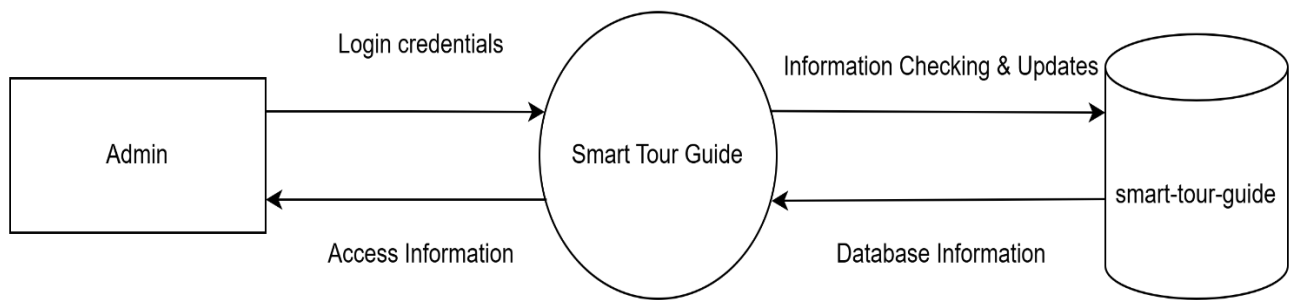 Login credentials
Information Checking & Updates
Admin
Smart Tour Guide
smart-tour-guide
Access Information
Database Information